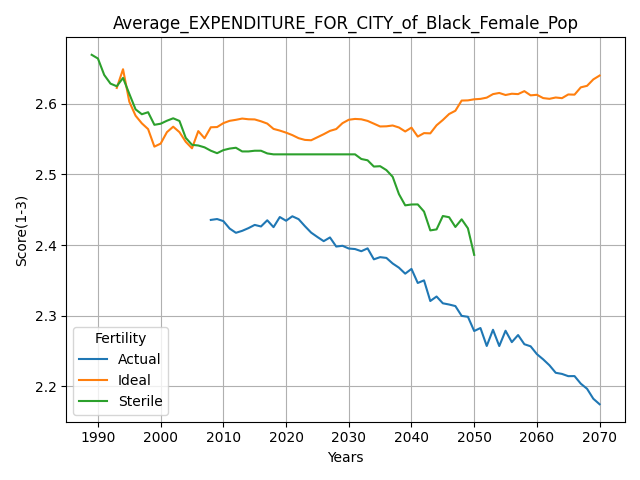 Average_EXPENDITURE_FOR_CITY_of_Black_Female_Pop
Score(1-3)
2.6
2.5
2.4
2.3
2.2
Fertility
Actual
Ideal
Sterile
1990 2000 2010 2020 2030 2040 2050 2060 2070
Years